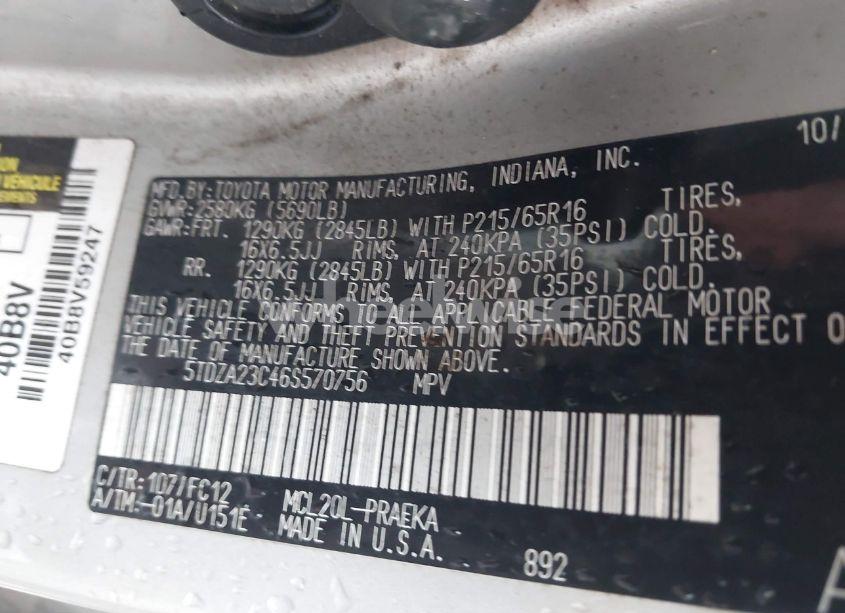 10/
MFD.BY:TOYOTA MOTOR MANUFACTURING, INDIANA, INC.
GVWR:2580KG (5690LB)
GAWR:FRT. 1290KG (2845LB) WITH P215/65R16 TIRES,
16X6.5JJ RIMS, AT 240KPA (35PSI) COLD.
RR. 1290KG (2845LB) WITH P215/65R16 TIRES,
16X6.5JJ RIMS, AT 240KPA (35PSI) COLD.
THIS VEHICLE CONFORMS TO ALL APPLICABLE FEDERAL MOTOR
VEHICLE SAFETY AND THEFT PREVENTION STANDARDS IN EFFECT O
THE DATE OF MANUFACTURE SHOWN ABOVE.
5TDZA23C46S570756 MPV
C/TR:107/FC12
A/TM:-01A/U151E
MCL20L-PRAEKA
MADE IN U.S.A.
892
A
ON
VEHICULE
EMENTS
40B8V
40B8V59247